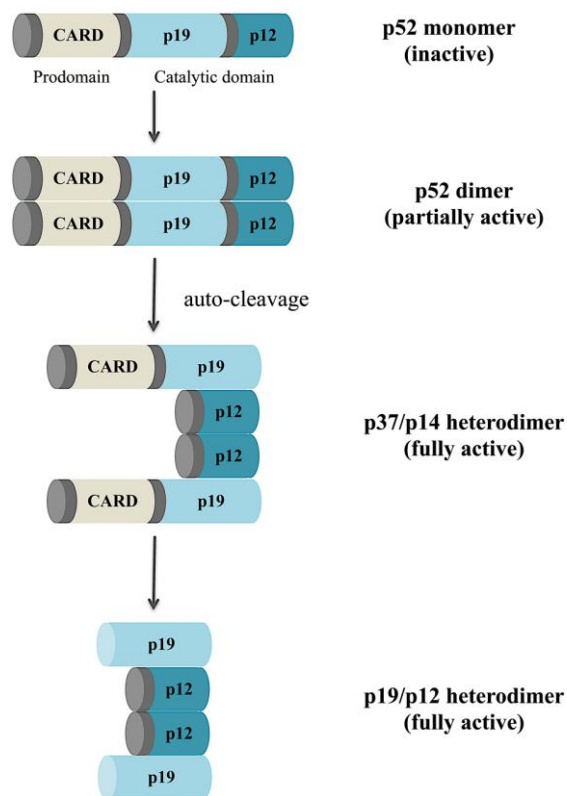 CARD p19 p12
Prodomain Catalytic domain
p52 monomer
(inactive)
CARD p19 p12
CARD p19 p12
p52 dimer
(partially active)
auto-cleavage
CARD p19
p12
p12
CARD p19
p37/p14 heterodimer
(fully active)
p19
p12
p12
p19
p19/p12 heterodimer
(fully active)